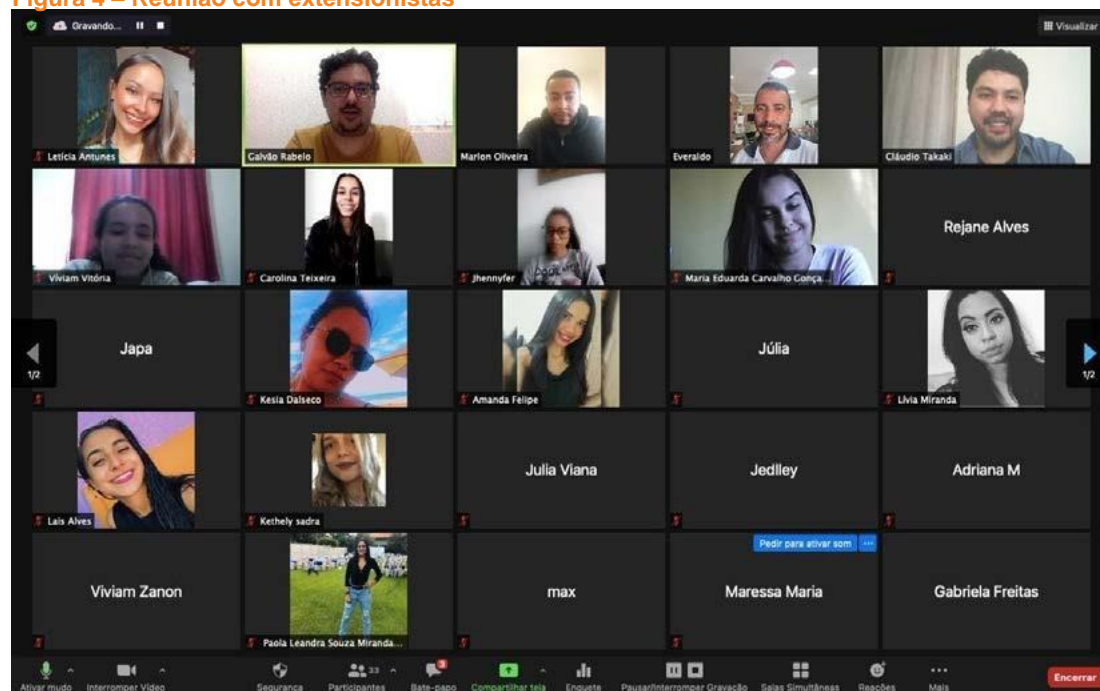 Figura 4 – Reunião com extensionistas
Gravando...
Visualizar
Letícia Antunes
Galvão Rabelo
Marlon Oliveira
Everaldo
Cláudio Takaki
Víviam Vitória
Carolina Teixeira
Jhennyfer
Maria Eduarda Carvalho Gonça...
Rejane Alves
Japa
Kesia Dalseco
Amanda Felipe
Júlia
Lívia Miranda
1/2
1/2
Lais Alves
Kethely sadra
Julia Viana
Jedlley
Adriana M
Pedir para ativar som
...
Viviam Zanon
Paola Leandra Souza Miranda...
max
Maressa Maria
Gabriela Freitas
Ativar mudo
Interromper Vídeo
Segurança
Participantes
33
Bate-papo
3
Compartilhar tela
Enquete
Pausar/Interromper Gravação
Salas Simultâneas
Reações
Mais
Encerrar